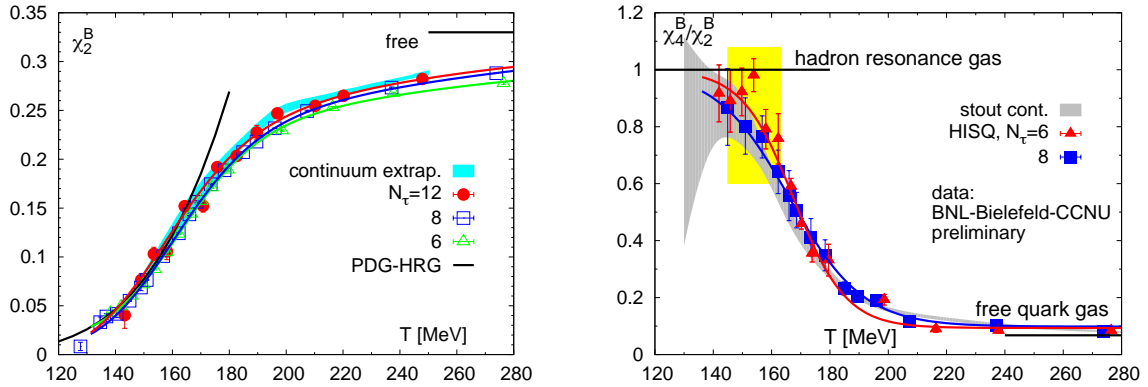 χ₂ᴮ
free
continuum extrap.
N_τ=12
8
6
PDG-HRG
T [MeV]
0
0.05
0.1
0.15
0.2
0.25
0.3
0.35
120 140 160 180 200 220 240 260 280
χ₄ᴮ/χ₂ᴮ
hadron resonance gas
stout cont.
HISQ, N_τ=6
8
data:
BNL-Bielefeld-CCNU
preliminary
free quark gas
T [MeV]
0
0.2
0.4
0.6
0.8
1
1.2
120 140 160 180 200 220 240 260 280